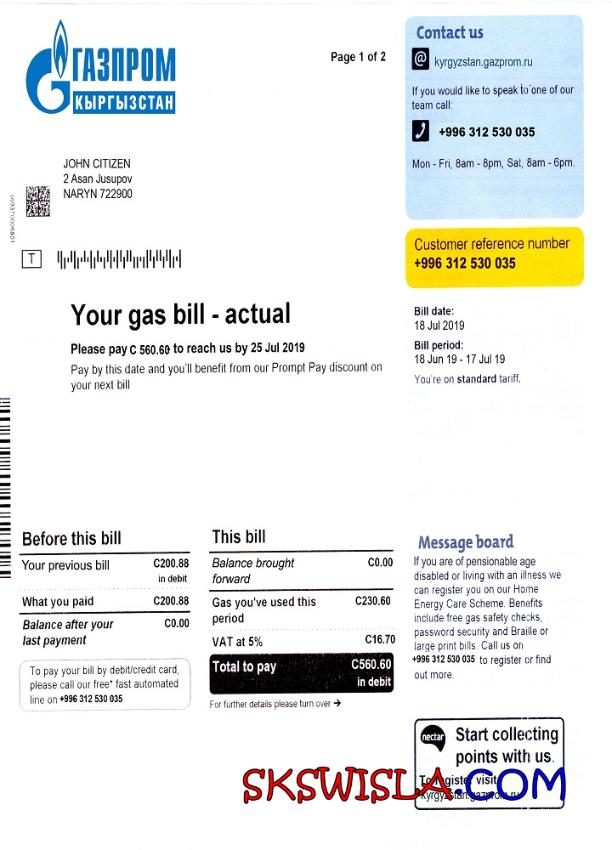 ГАЗПРОМ
КЫРГЫЗСТАН
Page 1 of 2
Contact us
@ kyrgyzstan.gazprom.ru
If you would like to speak to one of our
team call:
+996 312 530 035
Mon - Fri, 8am - 8pm, Sat, 8am - 6pm.
JOHN CITIZEN
2 Asan Jusupov
NARYN 722900
T
Customer reference number
+996 312 530 035
Your gas bill - actual
Please pay C 560.60 to reach us by 25 Jul 2019
Pay by this date and you'll benefit from our Prompt Pay discount on
your next bill
Bill date:
18 Jul 2019
Bill period:
18 Jun 19 - 17 Jul 19
You're on standard tariff.
Before this bill
Your previous bill C200.88
in debit
What you paid C200.88
Balance after your C0.00
last payment
To pay your bill by debit/credit card,
please call our free* fast automated
line on +996 312 530 035
This bill
Balance brought C0.00
forward
Gas you've used this C230.60
period
VAT at 5% C16.70
Total to pay C560.60
in debit
For further details please turn over →
Message board
If you are of pensionable age
disabled or living with an illness we
can register you on our Home
Energy Care Scheme. Benefits
include free gas safety checks,
password security and Braille or
large print bills. Call us on
+996 312 530 035 to register or find
out more.
nectar
Start collecting
points with us.
To register visit
kyrgyzstan.gazprom.ru
SKSWISLA.COM